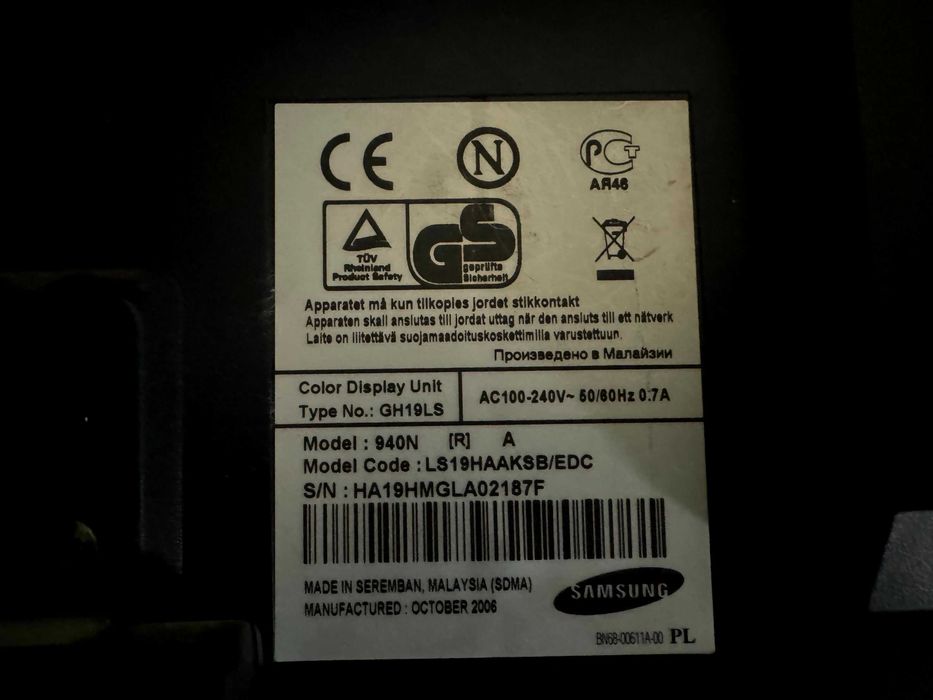 CE
N
РСТ
АЯ46
TÜV
Rheinland
Product Safety
GS
geprüfte
Sicherheit
Apparatet må kun tilkoples jordet stikkontakt
Apparaten skall anslutas till jordat uttag när den ansluts till ett nätverk
Laite on liitettävä suojamaadoituskoskettimilla varustettuun.
Произведено в Малайзии
Color Display Unit
Type No.: GH19LS
AC100-240V~ 50/60Hz 0.7A
Model : 940N [R] A
Model Code : LS19HAAKSB/EDC
S/N : HA19HMGLA02187F
MADE IN SEREMBAN, MALAYSIA (SDMA)
MANUFACTURED : OCTOBER 2006
SAMSUNG
BN68-00611A-00 PL